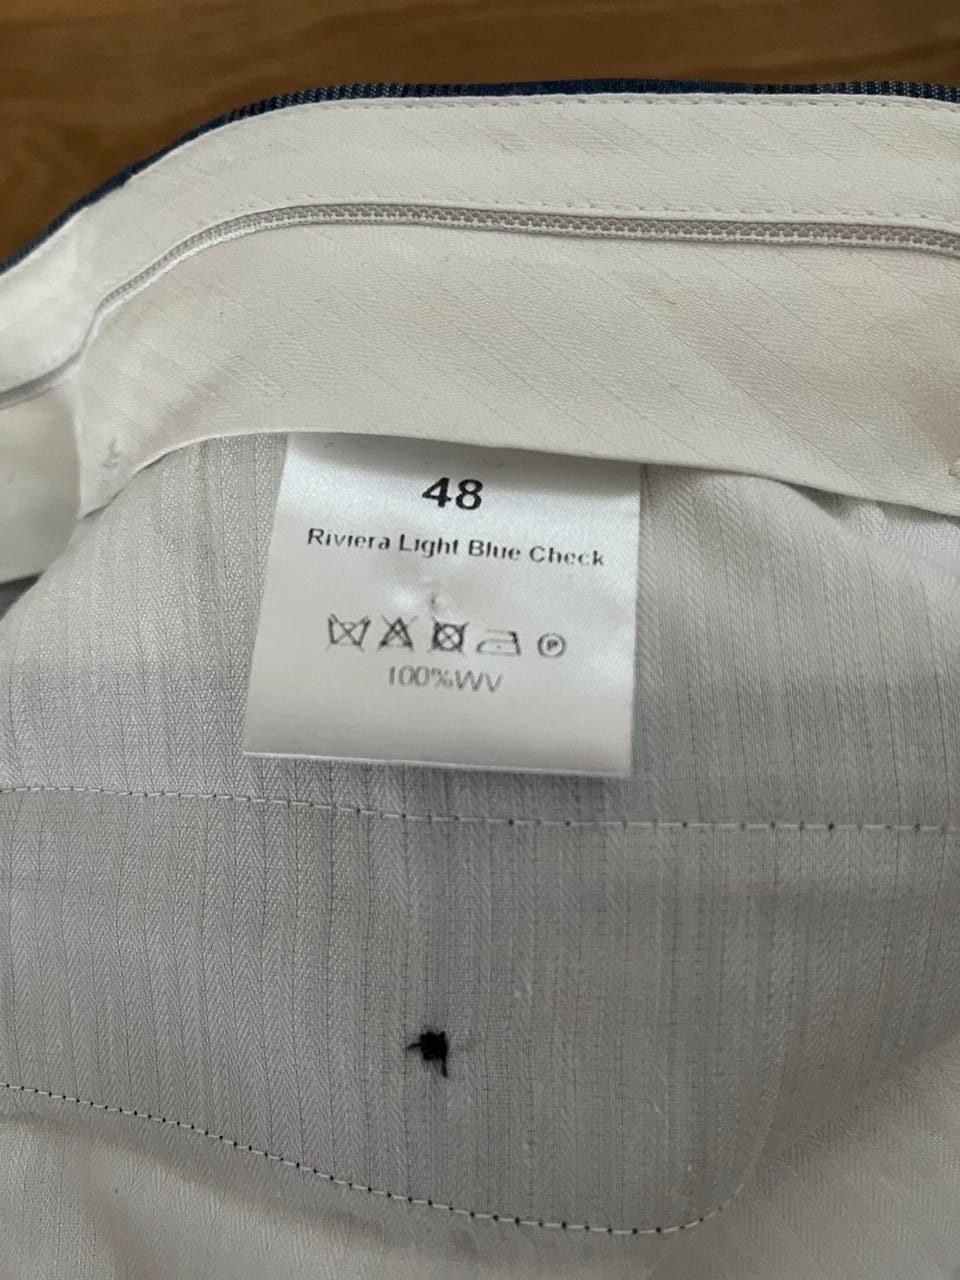 48
Riviera Light Blue Check
P
100%WV